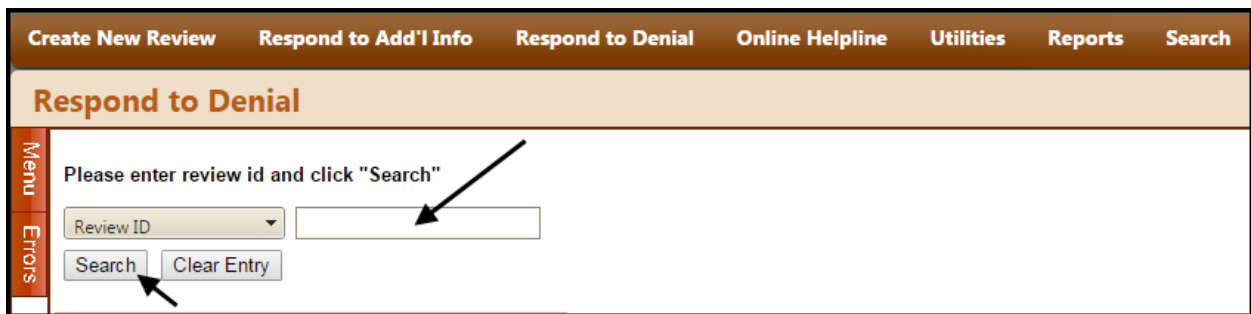 Create New Review Respond to Add'l Info Respond to Denial Online Helpline Utilities Reports Search
Respond to Denial
Menu
Errors
Please enter review id and click "Search"
Review ID
Search Clear Entry